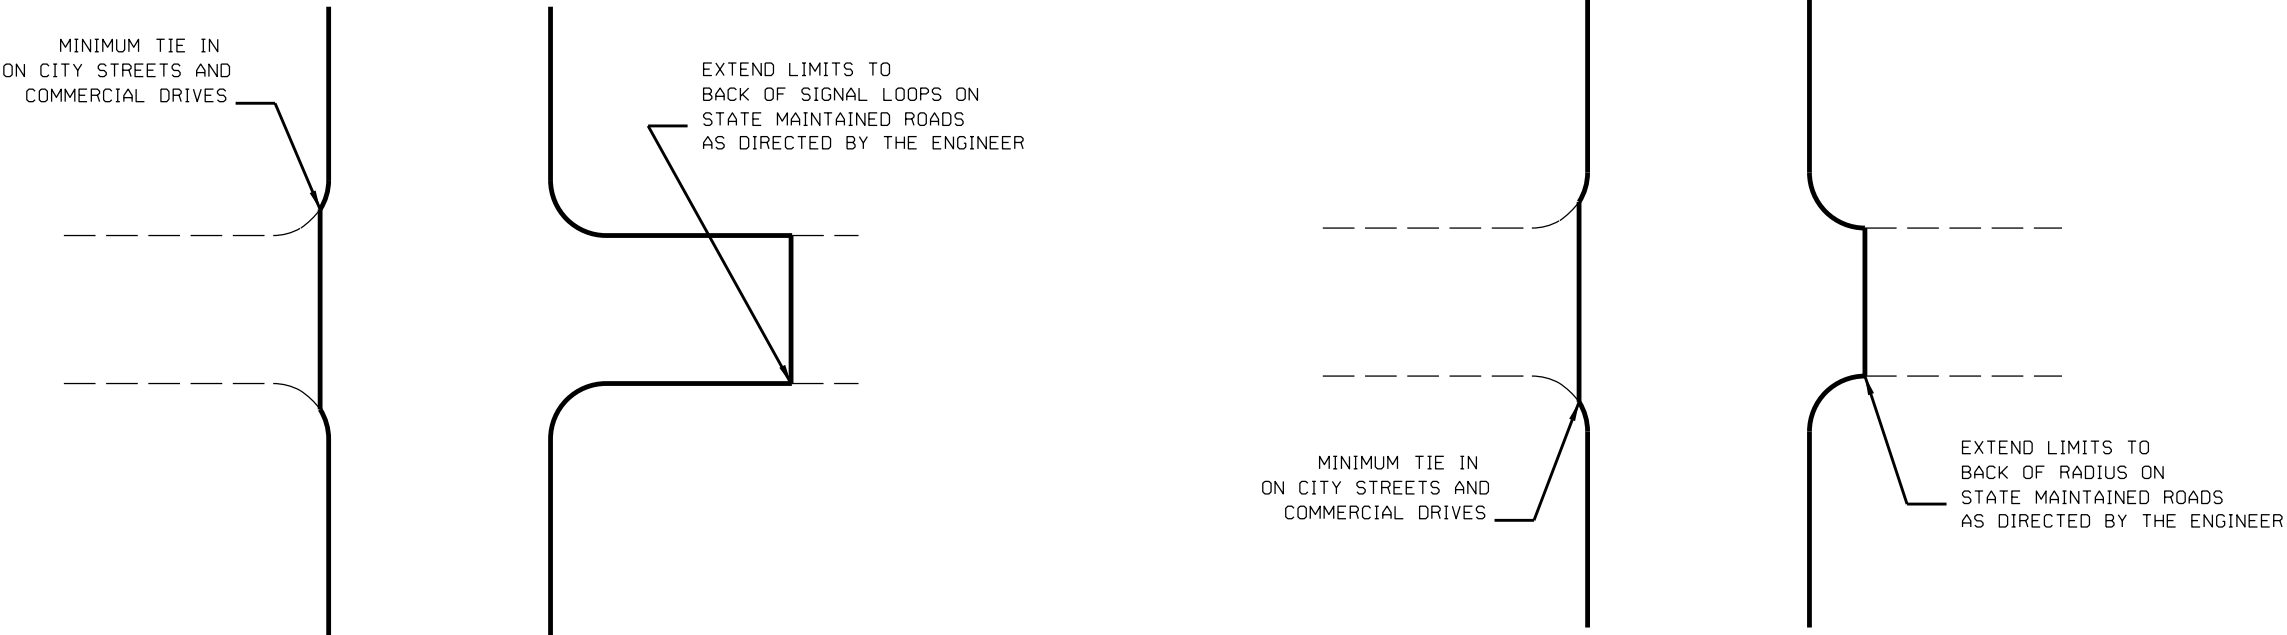 MINIMUM TIE IN
ON CITY STREETS AND
COMMERCIAL DRIVES
EXTEND LIMITS TO
BACK OF SIGNAL LOOPS ON
STATE MAINTAINED ROADS
AS DIRECTED BY THE ENGINEER
MINIMUM TIE IN
ON CITY STREETS AND
COMMERCIAL DRIVES
EXTEND LIMITS TO
BACK OF RADIUS ON
STATE MAINTAINED ROADS
AS DIRECTED BY THE ENGINEER